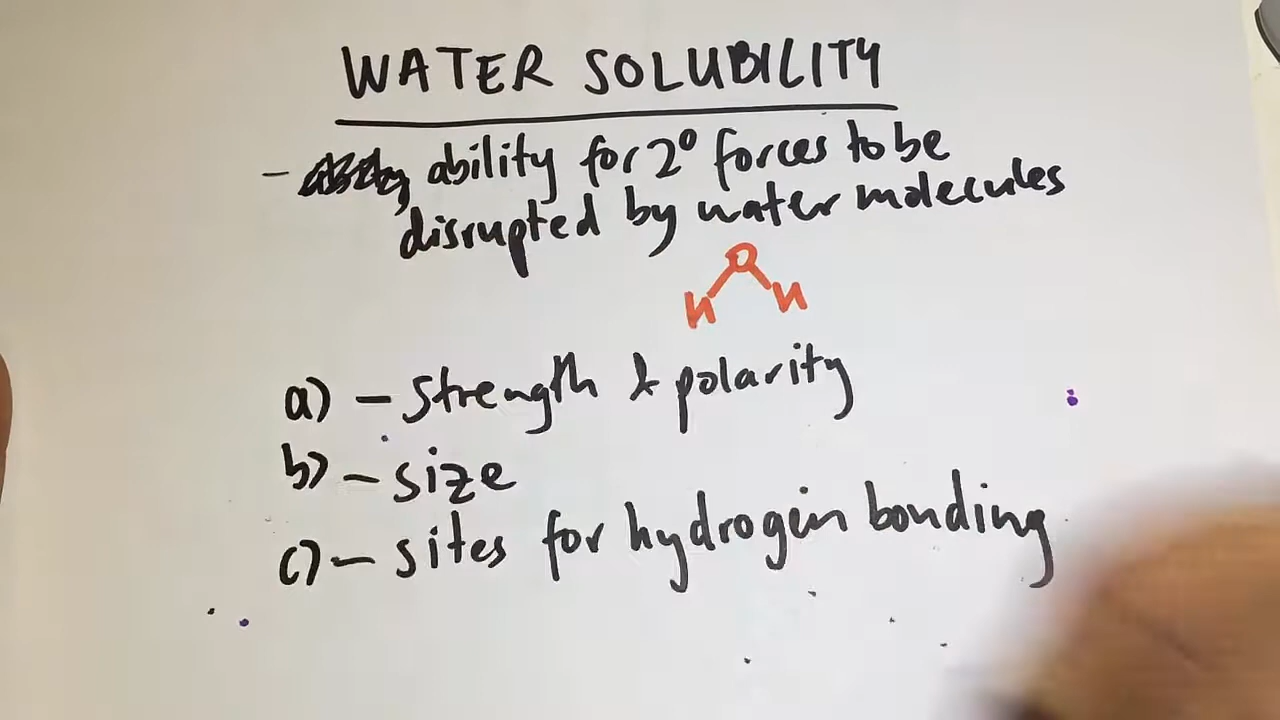 WATER SOLUBILITY
- ability for 2° forces to be
disrupted by water molecules
O
H H
a) - strength & polarity
b) - size
c) - sites for hydrogen bonding